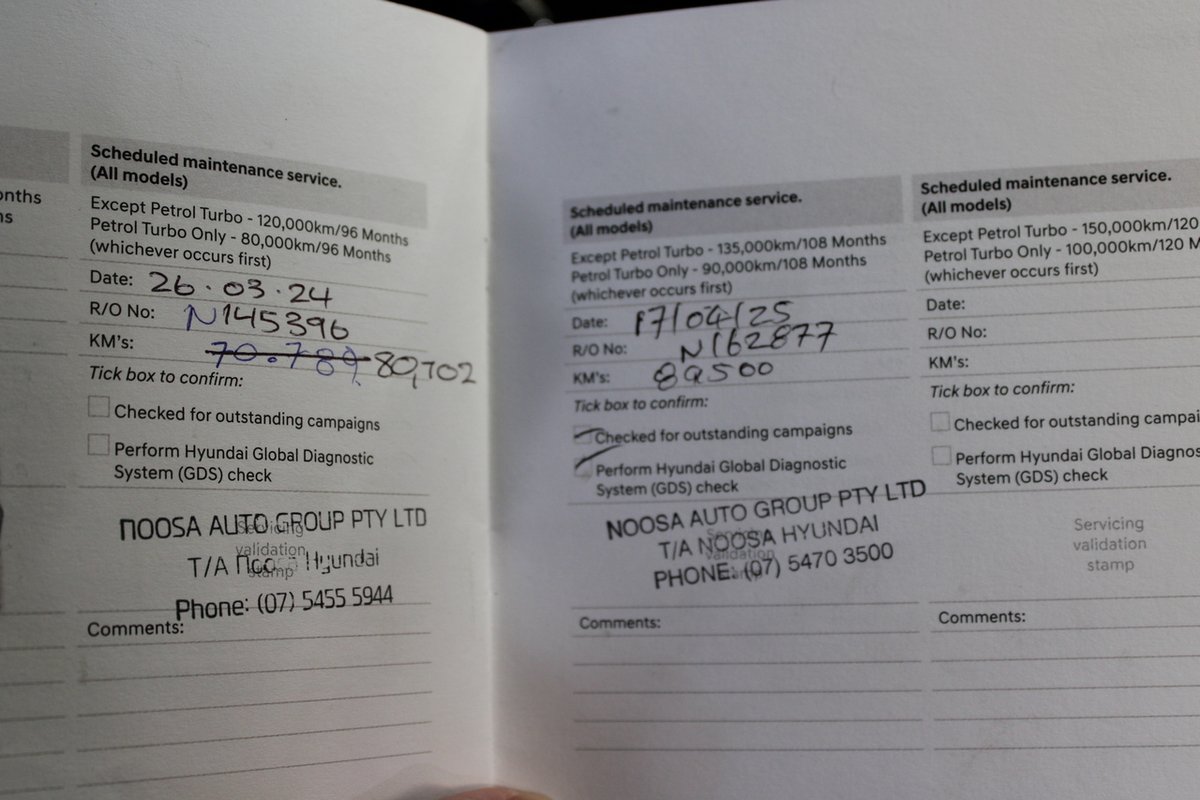 onths
ns
Scheduled maintenance service.
(All models)
Except Petrol Turbo - 120,000km/96 Months
Petrol Turbo Only - 80,000km/96 Months
(whichever occurs first)
Date: 26.03.24
R/O No: N145396
KM's: 70.789 80,702
Tick box to confirm:
Checked for outstanding campaigns
Perform Hyundai Global Diagnostic
System (GDS) check
NOOSA AUTO GROUP PTY LTD
Servicing
validation
stamp
T/A Hyundai
Phone: (07) 5455 5944
Comments:
Scheduled maintenance service.
(All models)
Except Petrol Turbo - 135,000km/108 Months
Petrol Turbo Only - 90,000km/108 Months
(whichever occurs first)
Date: 17/04/25
R/O No: N162877
KM's: 89500
Tick box to confirm:
Checked for outstanding campaigns
Perform Hyundai Global Diagnostic
System (GDS) check
NOOSA AUTO GROUP PTY LTD
T/A NOOSA HYUNDAI
validation
PHONE: (07) 5470 3500
Comments:
Scheduled maintenance service.
(All models)
Except Petrol Turbo - 150,000km/120
Petrol Turbo Only - 100,000km/120 M
(whichever occurs first)
Date:
R/O No:
KM's:
Tick box to confirm:
Checked for outstanding campai
Perform Hyundai Global Diagnos
System (GDS) check
Servicing
validation
stamp
Comments: